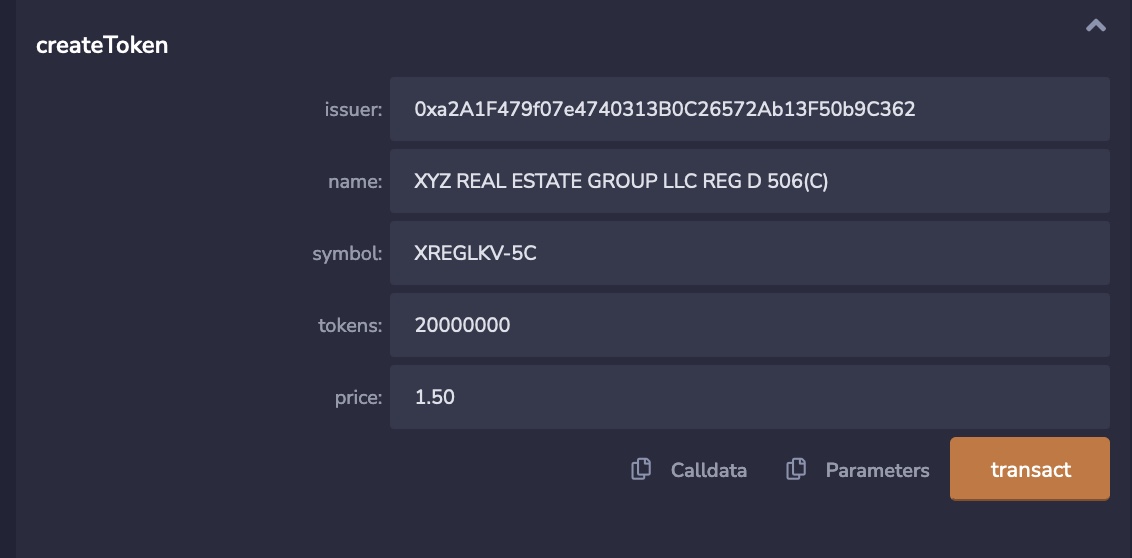 createToken
issuer: 0xa2A1F479f07e4740313B0C26572Ab13F50b9C362
name: XYZ REAL ESTATE GROUP LLC REG D 506(C)
symbol: XREGLKV-5C
tokens: 20000000
price: 1.50
Calldata Parameters transact